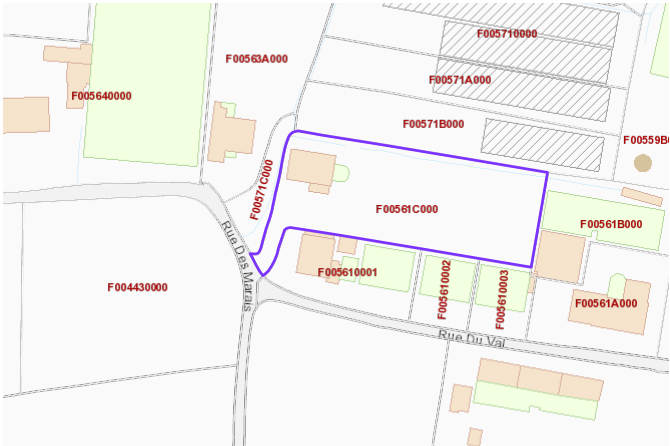 F005710000
F00563A000
F00571A000
F005640000
F00571B000
F00559B0
F00571C000
F00561C000
F00561B000
Rue Des Marais
F005610001
F005610002
F005610003
F004430000
F00561A000
Rue Du Val